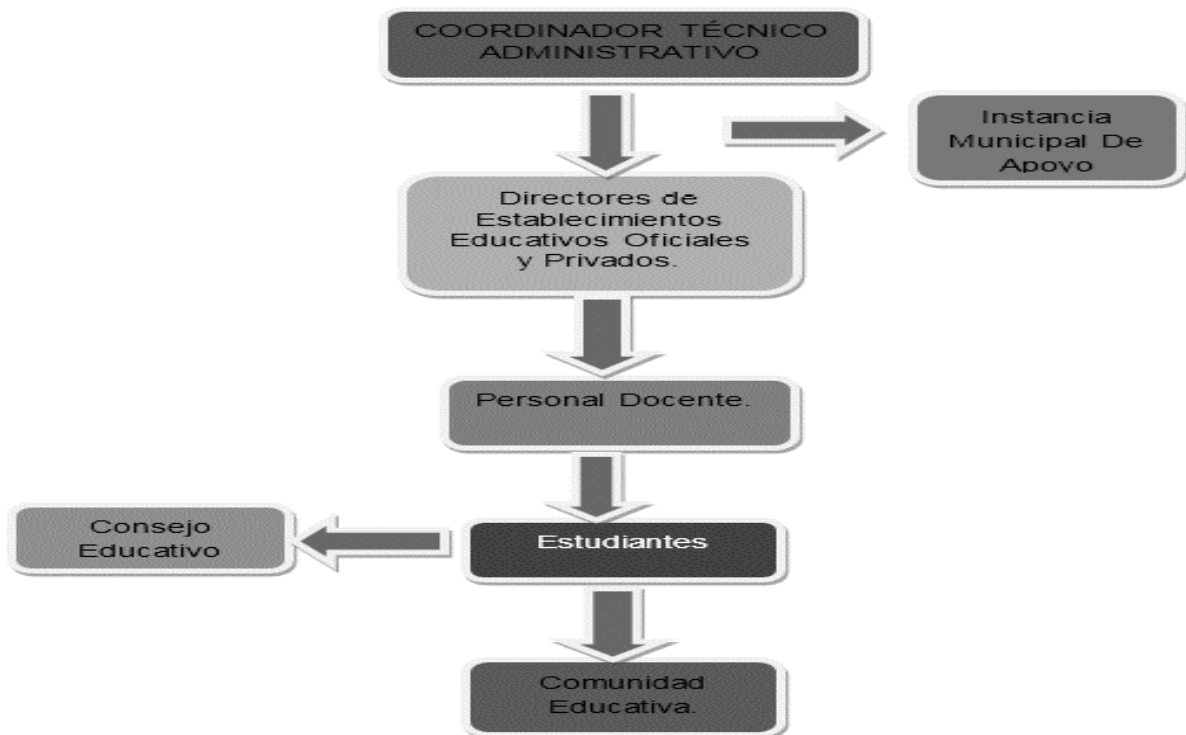 COORDINADOR TÉCNICO
ADMINISTRATIVO
Instancia
Municipal De
Apoyo
Directores de
Establecimientos
Educativos Oficiales
y Privados.
Personal Docente.
Consejo
Educativo
Estudiantes
Comunidad
Educativa.